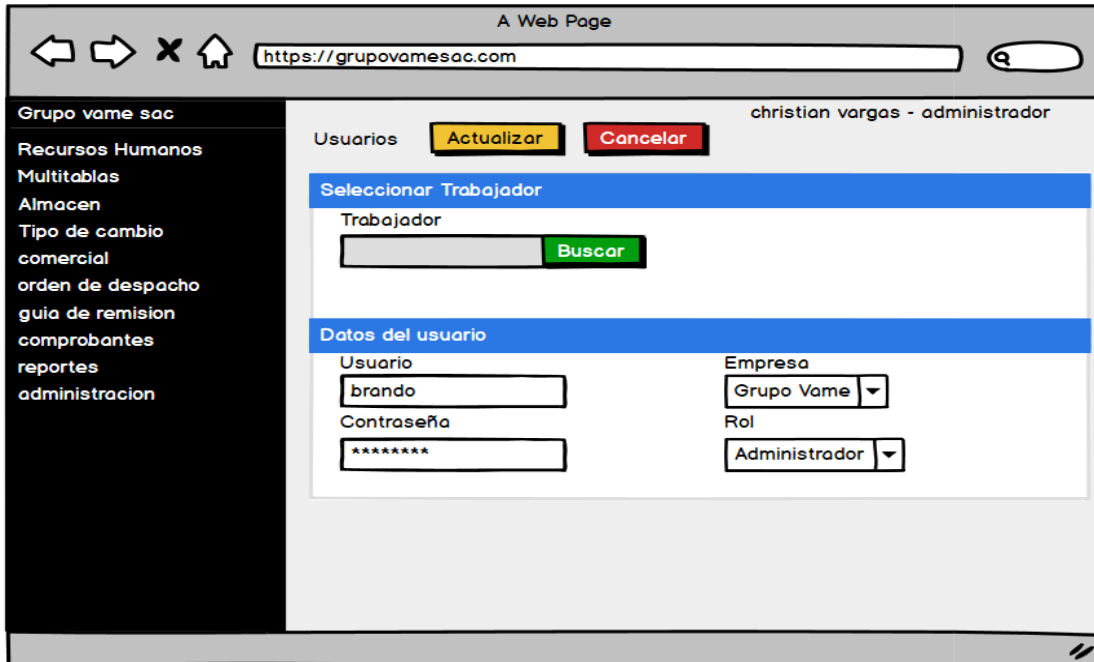 A Web Page
https://grupovamesac.com
Grupo vame sac
Recursos Humanos
Multitablas
Almacen
Tipo de cambio
comercial
orden de despacho
guia de remision
comprobantes
reportes
administracion
christian vargas - administrador
Usuarios Actualizar Cancelar
Seleccionar Trabajador
Trabajador
Buscar
Datos del usuario
Usuario Empresa
brando Grupo Vame
Contraseña Rol
******** Administrador